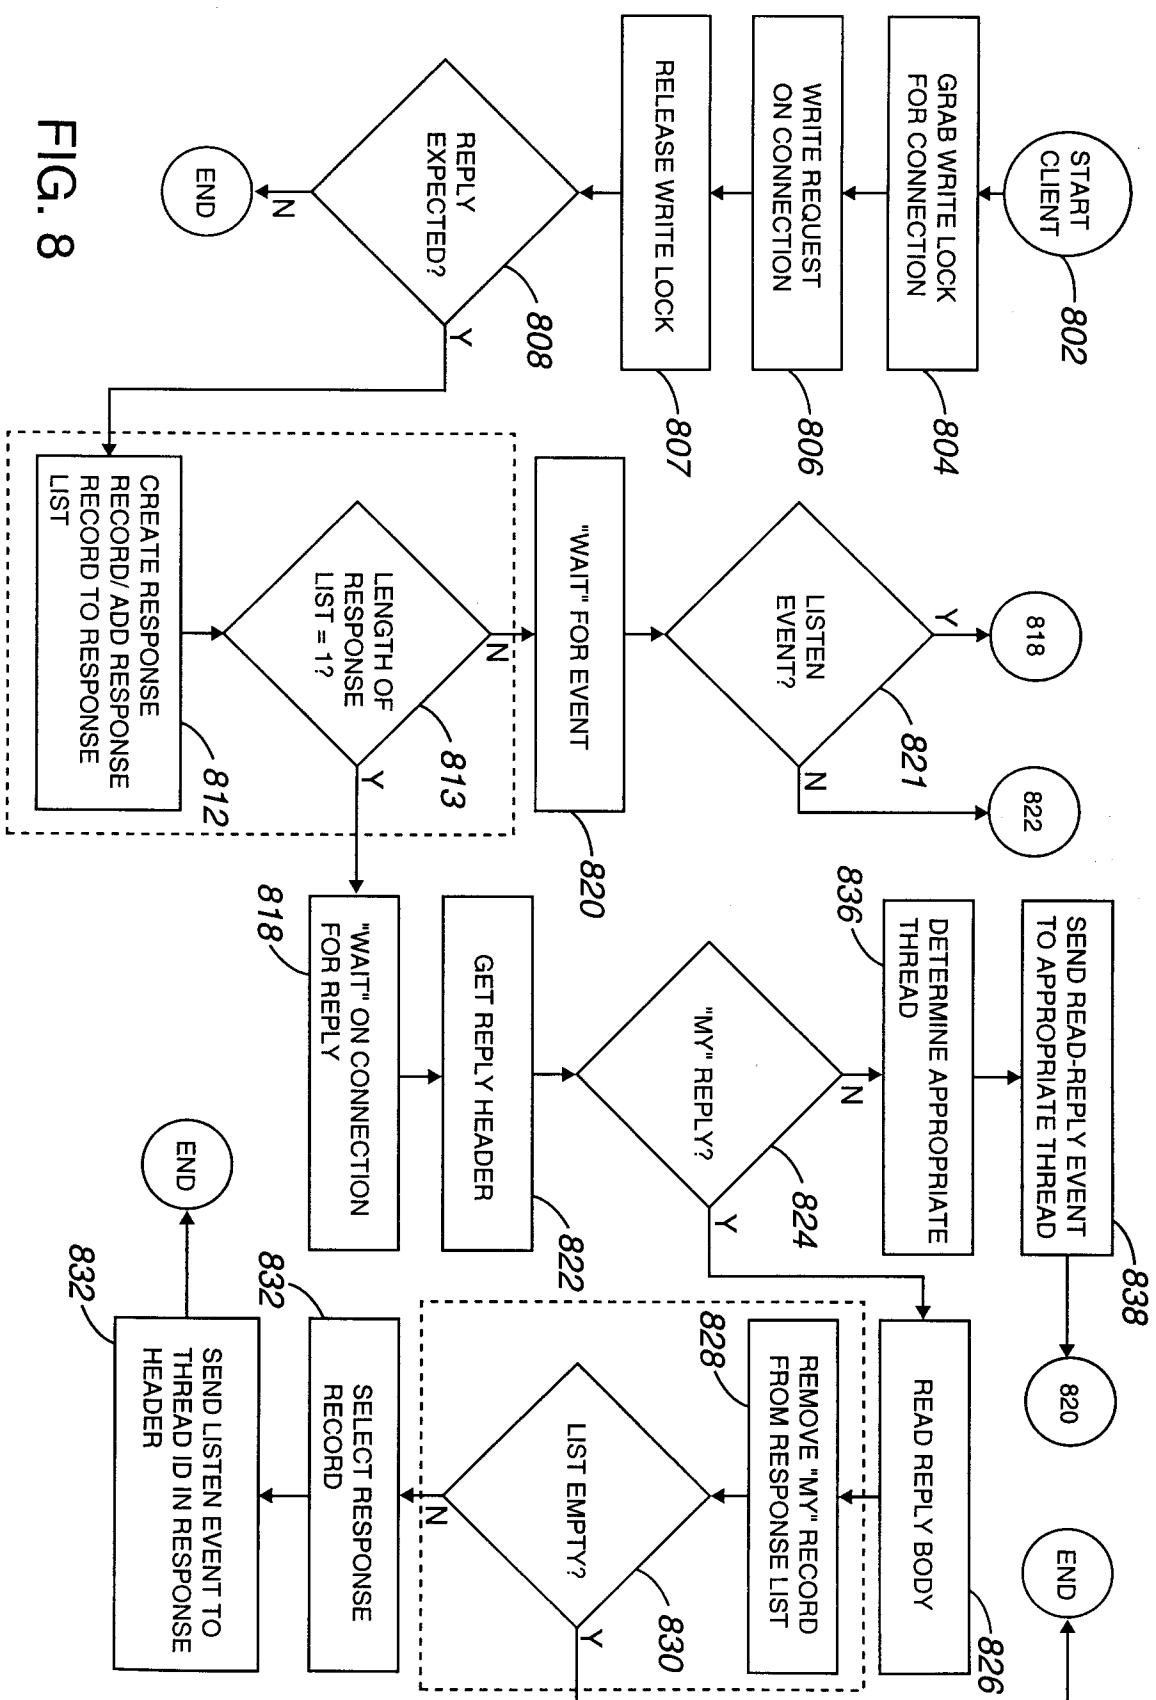 START
CLIENT
802
GRAB WRITE LOCK
FOR CONNECTION
804
WRITE REQUEST
ON CONNECTION
806
RELEASE WRITE LOCK
807
REPLY
EXPECTED?
808
Y
N
END
FIG. 8
818
822
Y
LISTEN
EVENT?
821
N
"WAIT" FOR EVENT
820
N
LENGTH OF
RESPONSE
LIST = 1?
813
Y
CREATE RESPONSE
RECORD/ ADD RESPONSE
RECORD TO RESPONSE
LIST
812
SEND READ-REPLY EVENT
TO APPROPRIATE THREAD
838
820
DETERMINE APPROPRIATE
THREAD
836
N
"MY" REPLY?
824
Y
GET REPLY HEADER
822
"WAIT" ON CONNECTION
FOR REPLY
818
END
END
READ REPLY BODY
826
REMOVE "MY" RECORD
FROM RESPONSE LIST
828
LIST EMPTY?
830
Y
N
SELECT RESPONSE
RECORD
832
SEND LISTEN EVENT TO
THREAD ID IN RESPONSE
HEADER
832